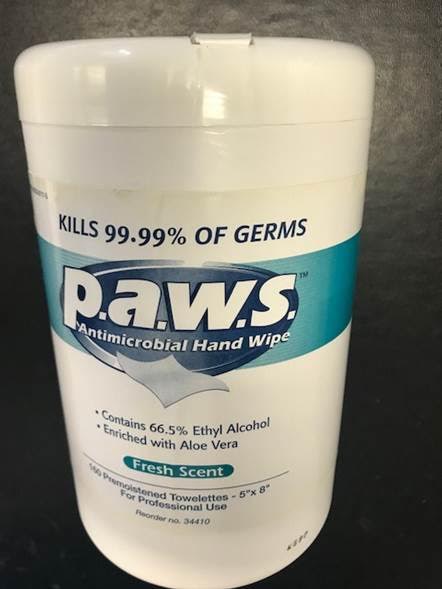 KILLS 99.99% OF GERMS
p.a.w.s.™
Antimicrobial Hand Wipe
• Contains 66.5% Ethyl Alcohol
• Enriched with Aloe Vera
Fresh Scent
160 Premoistened Towelettes - 5"x 8"
For Professional Use
Reorder no. 34410